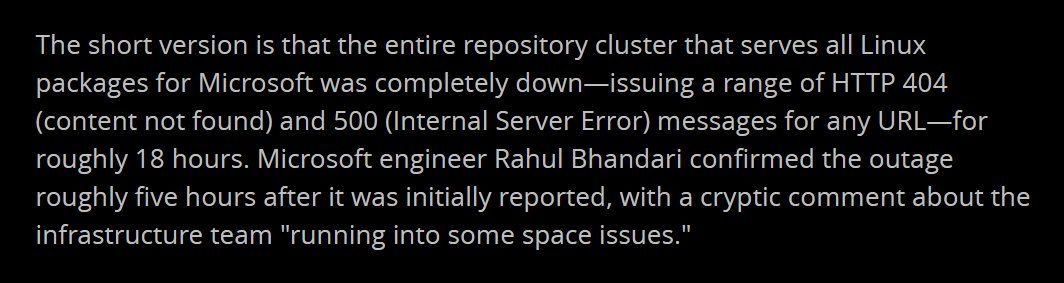 The short version is that the entire repository cluster that serves all Linux
packages for Microsoft was completely down—issuing a range of HTTP 404
(content not found) and 500 (Internal Server Error) messages for any URL—for
roughly 18 hours. Microsoft engineer Rahul Bhandari confirmed the outage
roughly five hours after it was initially reported, with a cryptic comment about the
infrastructure team "running into some space issues."